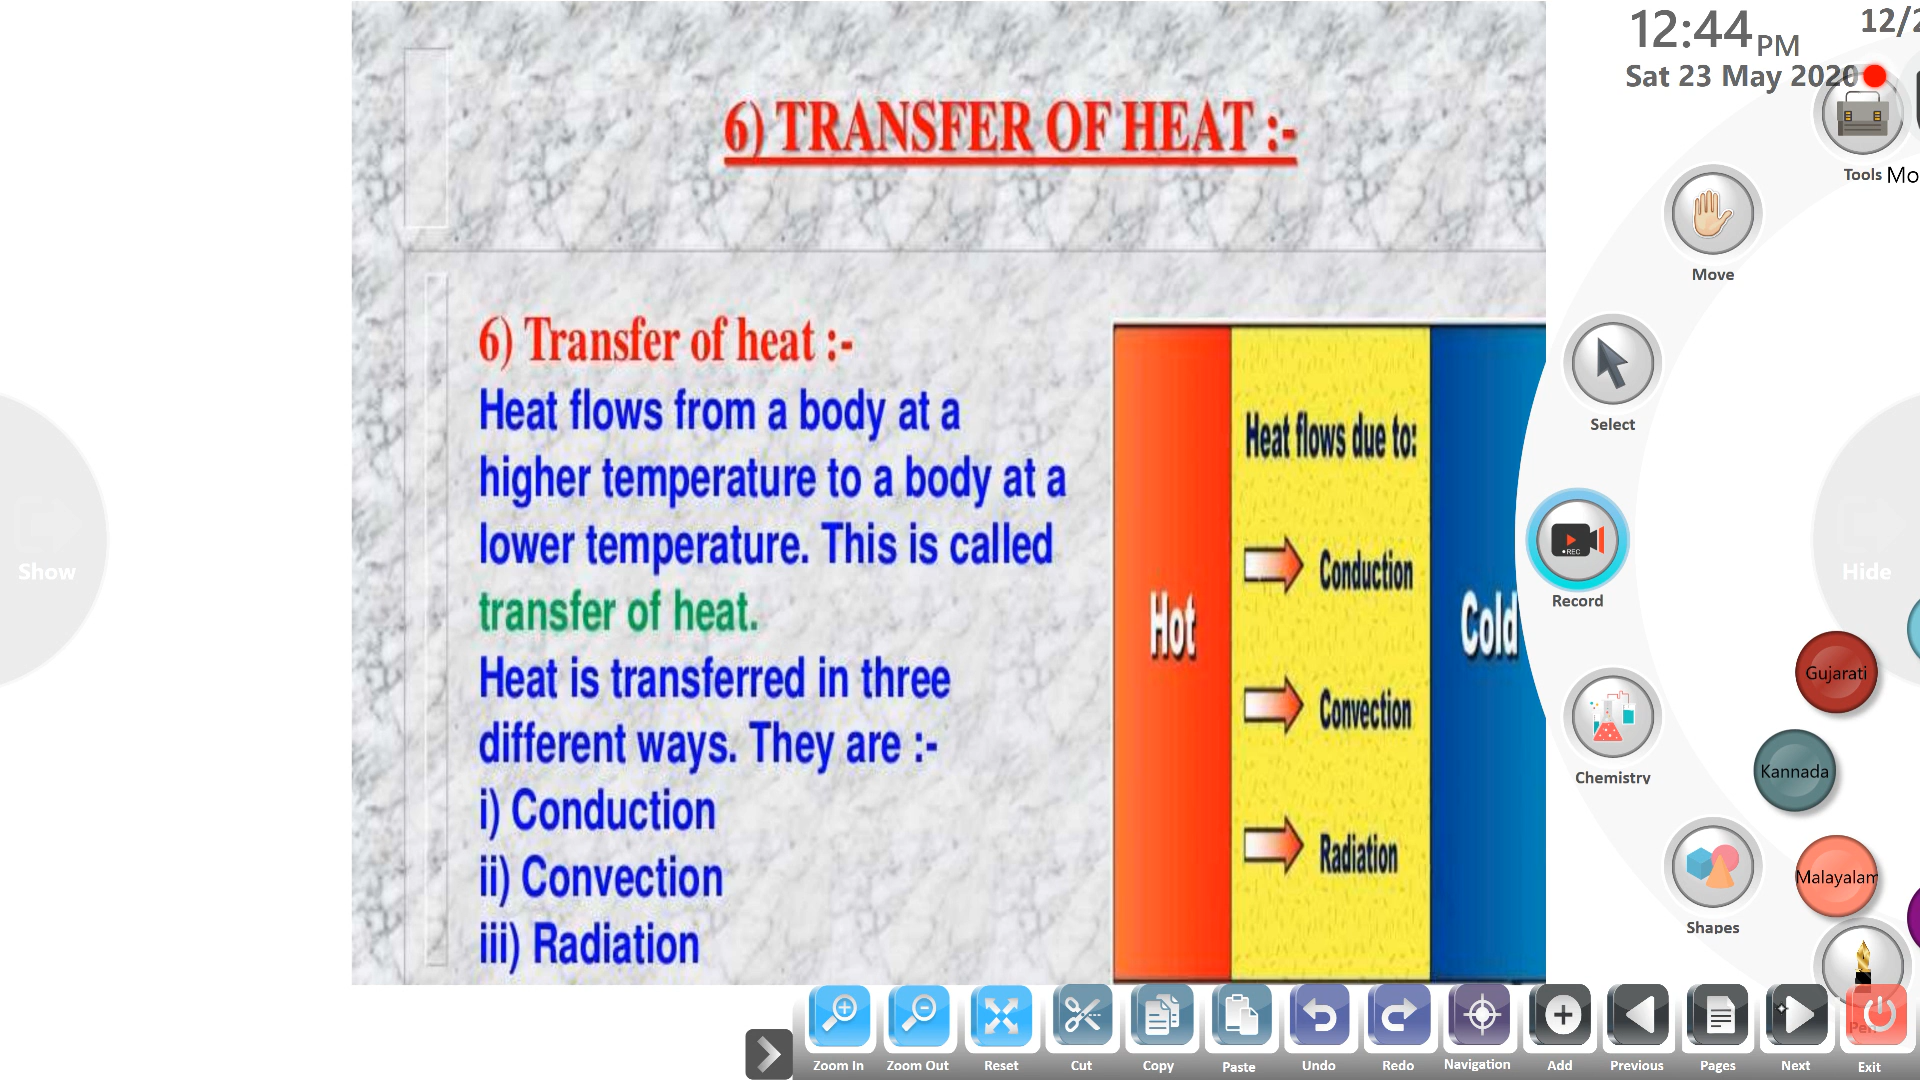 12:44 PM
12/2
Sat 23 May 2020
6) TRANSFER OF HEAT :-
Tools
Mo
Move
6) Transfer of heat :-
Heat flows from a body at a
higher temperature to a body at a
lower temperature. This is called
transfer of heat.
Heat is transferred in three
different ways. They are :-
i) Conduction
ii) Convection
iii) Radiation
Hot
Heat flows due to:
Conduction
Convection
Radiation
Cold
Select
REC
Record
Show
Hide
Gujarati
Kannada
Chemistry
Malayalam
Shapes
Zoom In
Zoom Out
Reset
Cut
Copy
Paste
Undo
Redo
Navigation
Add
Previous
Pages
Next
Exit